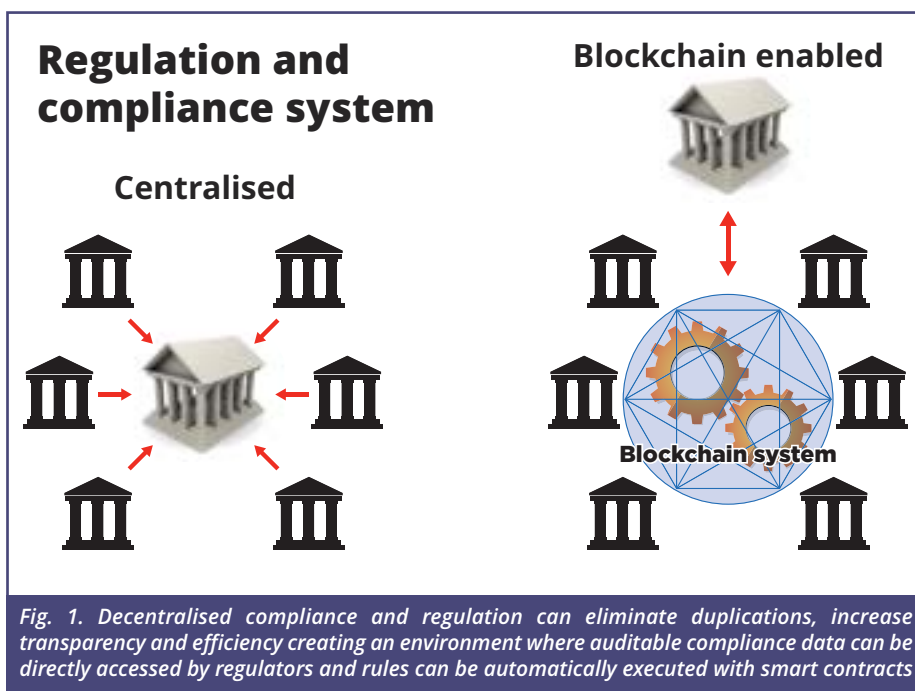 Regulation and
compliance system
Centralised
Blockchain enabled
Blockchain system
Fig. 1. Decentralised compliance and regulation can eliminate duplications, increase
transparency and efficiency creating an environment where auditable compliance data can be
directly accessed by regulators and rules can be automatically executed with smart contracts